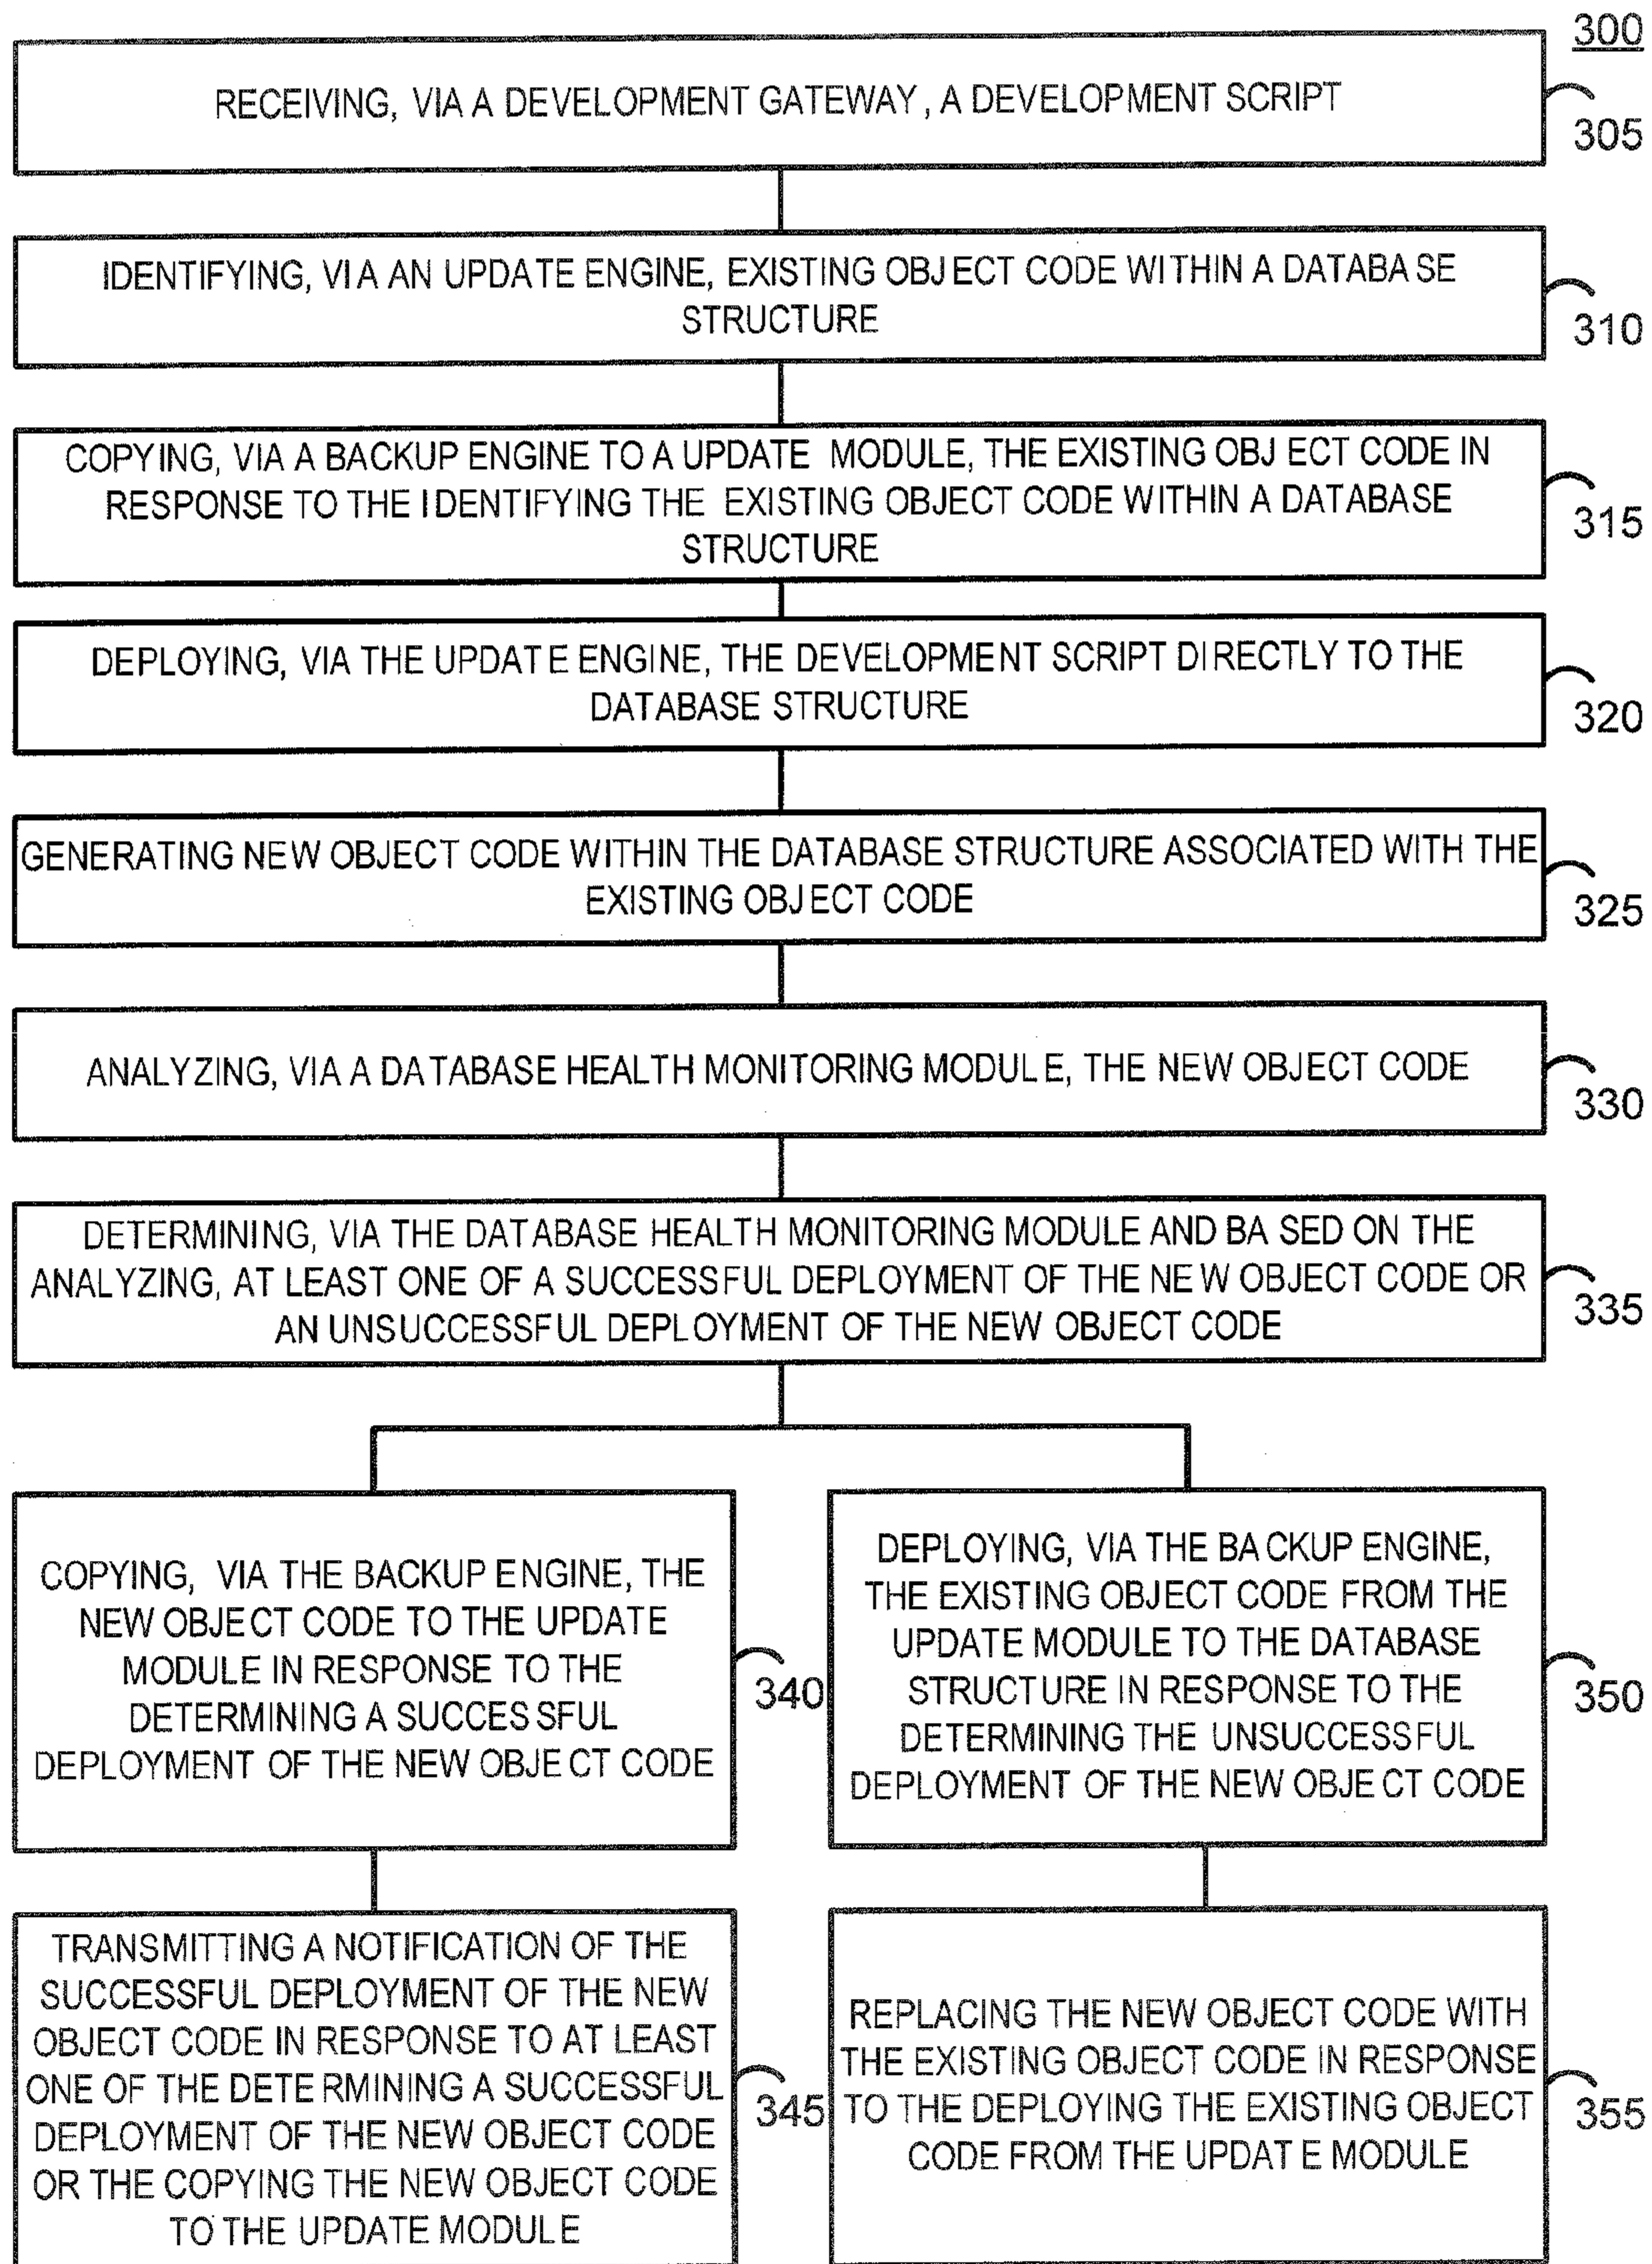 300
RECEIVING, VIA A DEVELOPMENT GATEWAY, A DEVELOPMENT SCRIPT
305
IDENTIFYING, VIA AN UPDATE ENGINE, EXISTING OBJECT CODE WITHIN A DATABASE
STRUCTURE
310
COPYING, VIA A BACKUP ENGINE TO A UPDATE MODULE, THE EXISTING OBJECT CODE IN
RESPONSE TO THE IDENTIFYING THE EXISTING OBJECT CODE WITHIN A DATABASE
STRUCTURE
315
DEPLOYING, VIA THE UPDATE ENGINE, THE DEVELOPMENT SCRIPT DIRECTLY TO THE
DATABASE STRUCTURE
320
GENERATING NEW OBJECT CODE WITHIN THE DATABASE STRUCTURE ASSOCIATED WITH THE
EXISTING OBJECT CODE
325
ANALYZING, VIA A DATABASE HEALTH MONITORING MODULE, THE NEW OBJECT CODE
330
DETERMINING, VIA THE DATABASE HEALTH MONITORING MODULE AND BASED ON THE
ANALYZING, AT LEAST ONE OF A SUCCESSFUL DEPLOYMENT OF THE NEW OBJECT CODE OR
AN UNSUCCESSFUL DEPLOYMENT OF THE NEW OBJECT CODE
335
COPYING, VIA THE BACKUP ENGINE, THE
NEW OBJECT CODE TO THE UPDATE
MODULE IN RESPONSE TO THE
DETERMINING A SUCCESSFUL
DEPLOYMENT OF THE NEW OBJECT CODE
340
DEPLOYING, VIA THE BACKUP ENGINE,
THE EXISTING OBJECT CODE FROM THE
UPDATE MODULE TO THE DATABASE
STRUCTURE IN RESPONSE TO THE
DETERMINING THE UNSUCCESSFUL
DEPLOYMENT OF THE NEW OBJECT CODE
350
TRANSMITTING A NOTIFICATION OF THE
SUCCESSFUL DEPLOYMENT OF THE NEW
OBJECT CODE IN RESPONSE TO AT LEAST
ONE OF THE DETERMINING A SUCCESSFUL
DEPLOYMENT OF THE NEW OBJECT CODE
OR THE COPYING THE NEW OBJECT CODE
TO THE UPDATE MODULE
345
REPLACING THE NEW OBJECT CODE WITH
THE EXISTING OBJECT CODE IN RESPONSE
TO THE DEPLOYING THE EXISTING OBJECT
CODE FROM THE UPDATE MODULE
355